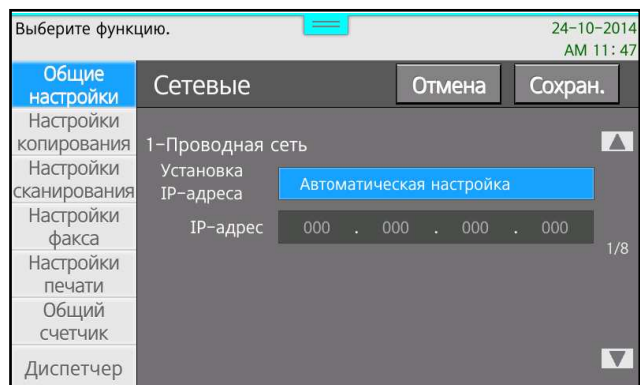 Выберите функцию.
24-10-2014
AM 11:47
Общие
настройки
Сетевые
Отмена
Сохран.
Настройки
копирования
Настройки
сканирования
Настройки
факса
Настройки
печати
Общий
счетчик
Диспетчер
1-Проводная сеть
Установка
IP-адреса
Автоматическая настройка
IP-адрес 000 . 000 . 000 . 000
1/8